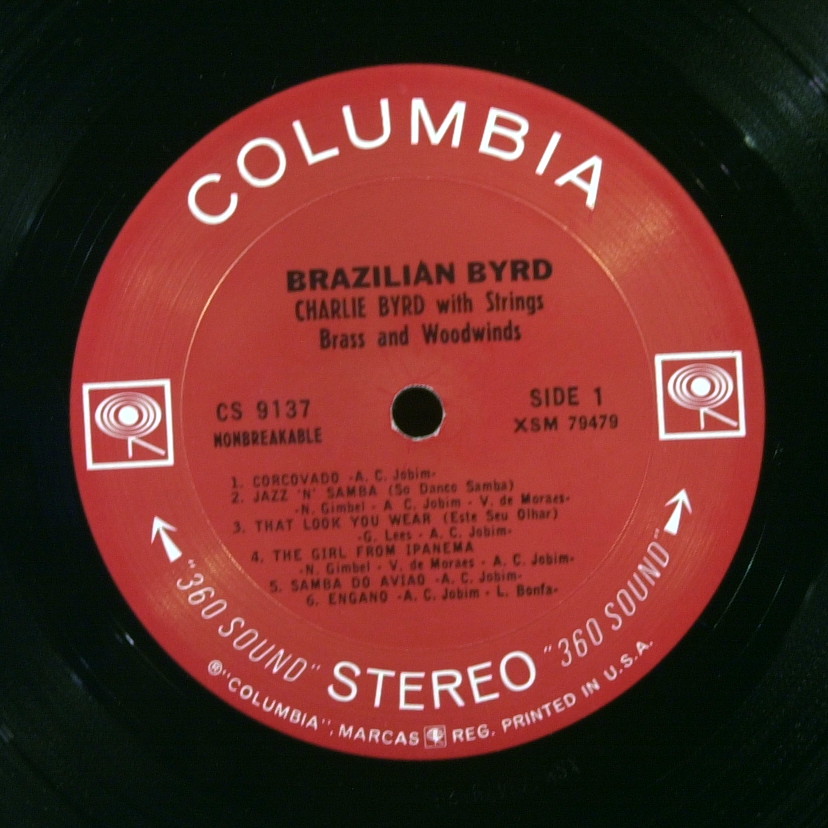 COLUMBIA
BRAZILIAN BYRD
CHARLIE BYRD with Strings
Brass and Woodwinds
CS 9137
NONBREAKABLE
SIDE 1
XSM 79479
1. CORCOVADO -A. C. Jobim-
2. JAZZ 'N' SAMBA (So Danco Samba)
-N. Gimbel - A. C. Jobim - V. de Moraes-
3. THAT LOOK YOU WEAR (Este Seu Olhar)
-G. Lees - A. C. Jobim-
4. THE GIRL FROM IPANEMA
-N. Gimbel - V. de Moraes - A. C. Jobim-
5. SAMBA DO AVIAO -A. C. Jobim-
6. ENGANO -A. C. Jobim - L. Bonfa-
"360 SOUND" STEREO "360 SOUND"
®"COLUMBIA", MARCAS REG. PRINTED IN U.S.A.